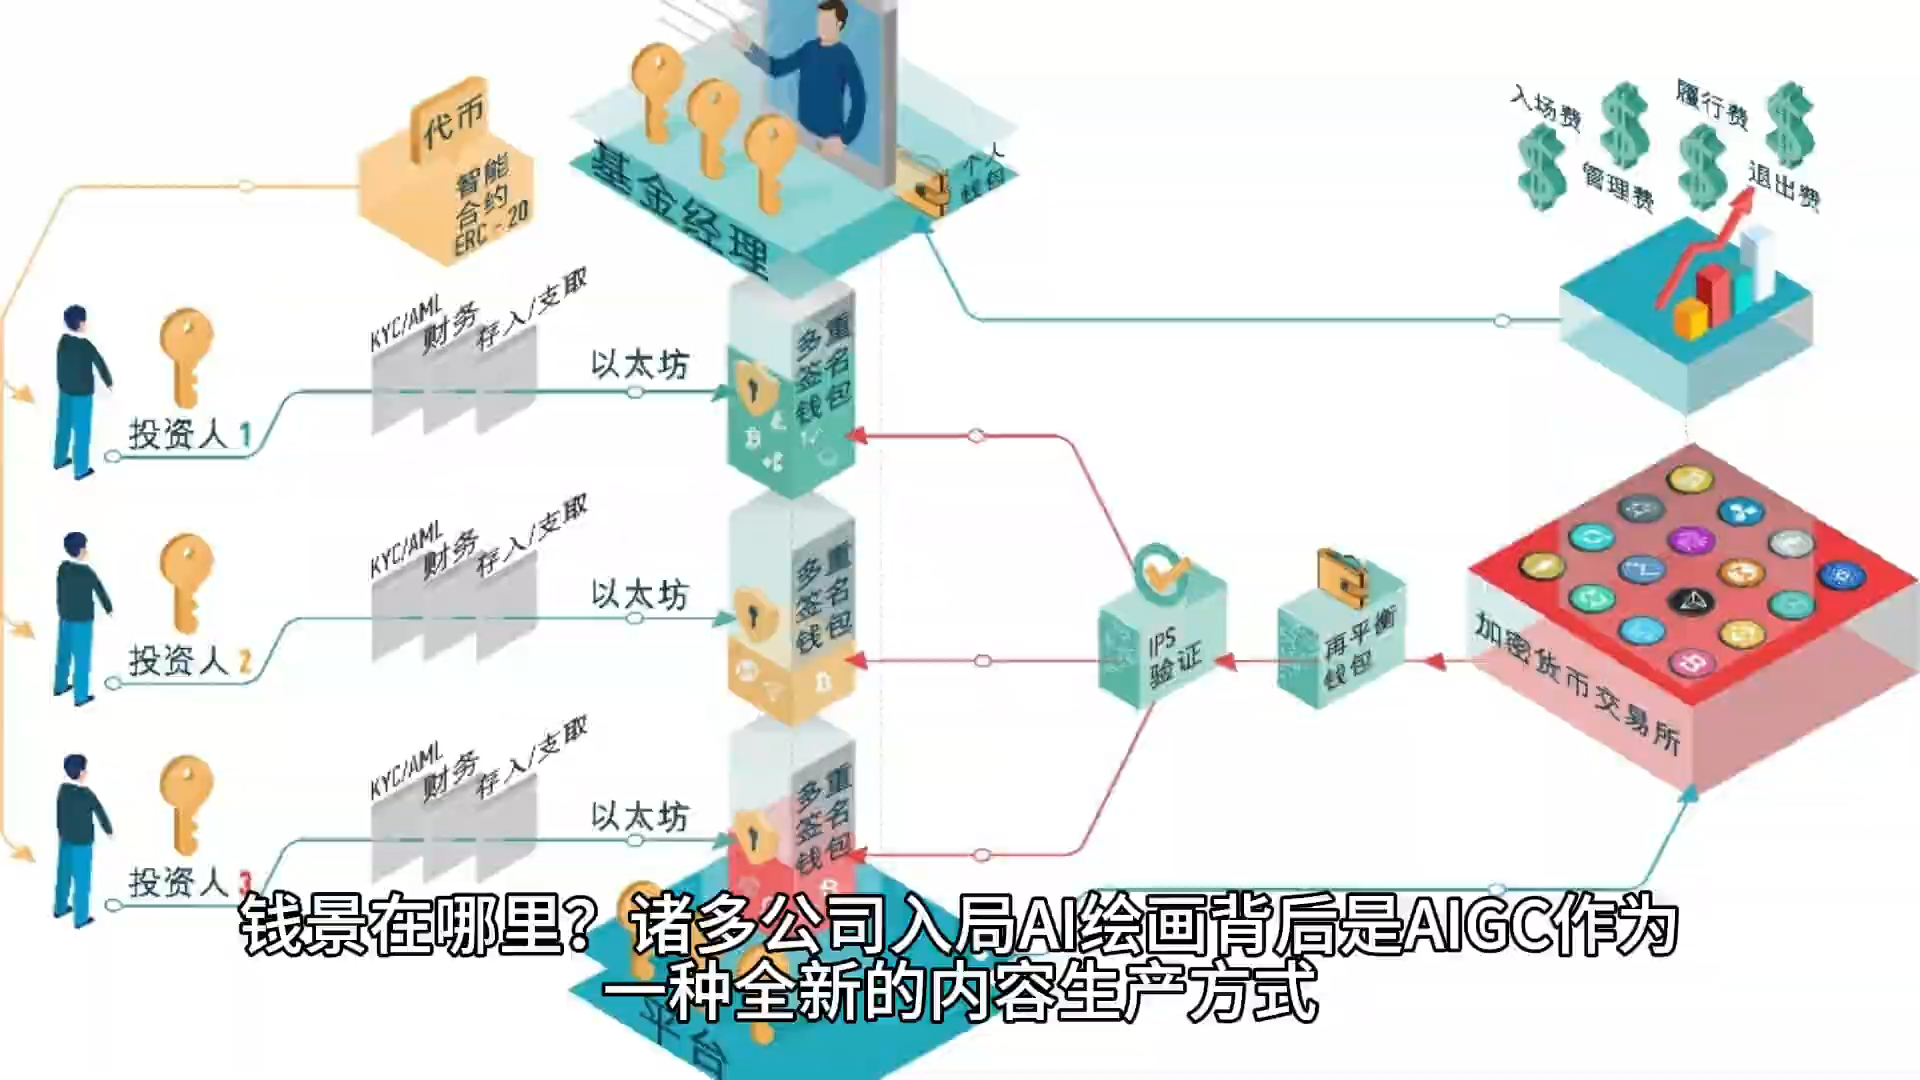 代币
智能
合约
ERC - 20
基金经理
个人
钱包
入场费
履行费
管理费
退出费
KYC/AML
财务
存入/支取
以太坊
多重
签名
钱包
投资人 1
KYC/AML
财务
存入/支取
以太坊
多重
签名
钱包
投资人 2
IPS
验证
再平衡
钱包
加密货币交易所
KYC/AML
财务
存入/支取
以太坊
多重
签名
钱包
投资人 3
平台
钱景在哪里？诸多公司入局AI绘画背后是AIGC作为
一种全新的内容生产方式